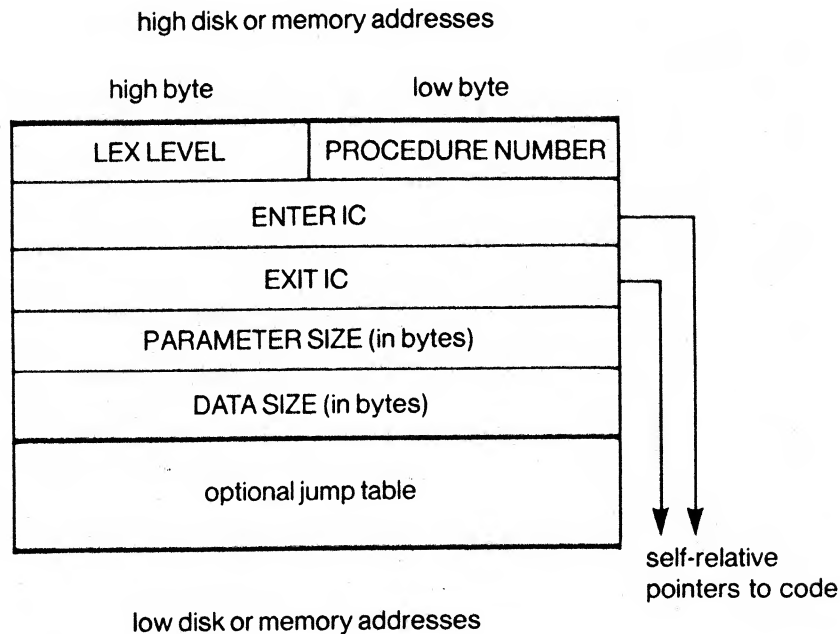 high disk or memory addresses
high byte low byte
LEX LEVEL PROCEDURE NUMBER
ENTER IC
EXIT IC
PARAMETER SIZE (in bytes)
DATA SIZE (in bytes)
optional jump table
self-relative
pointers to code
low disk or memory addresses